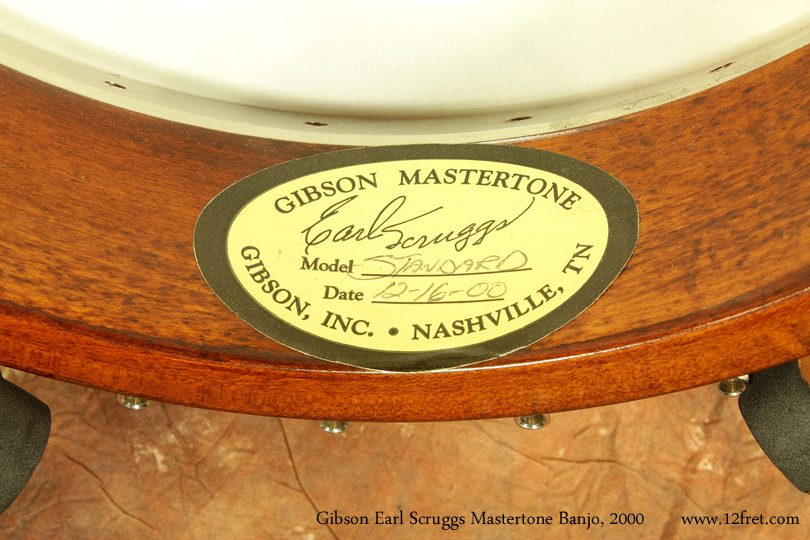 GIBSON MASTERTONE
Earl Scruggs
Model STANDARD
Date 12-16-00
GIBSON, INC. • NASHVILLE, TN
Gibson Earl Scruggs Mastertone Banjo, 2000 www.12fret.com